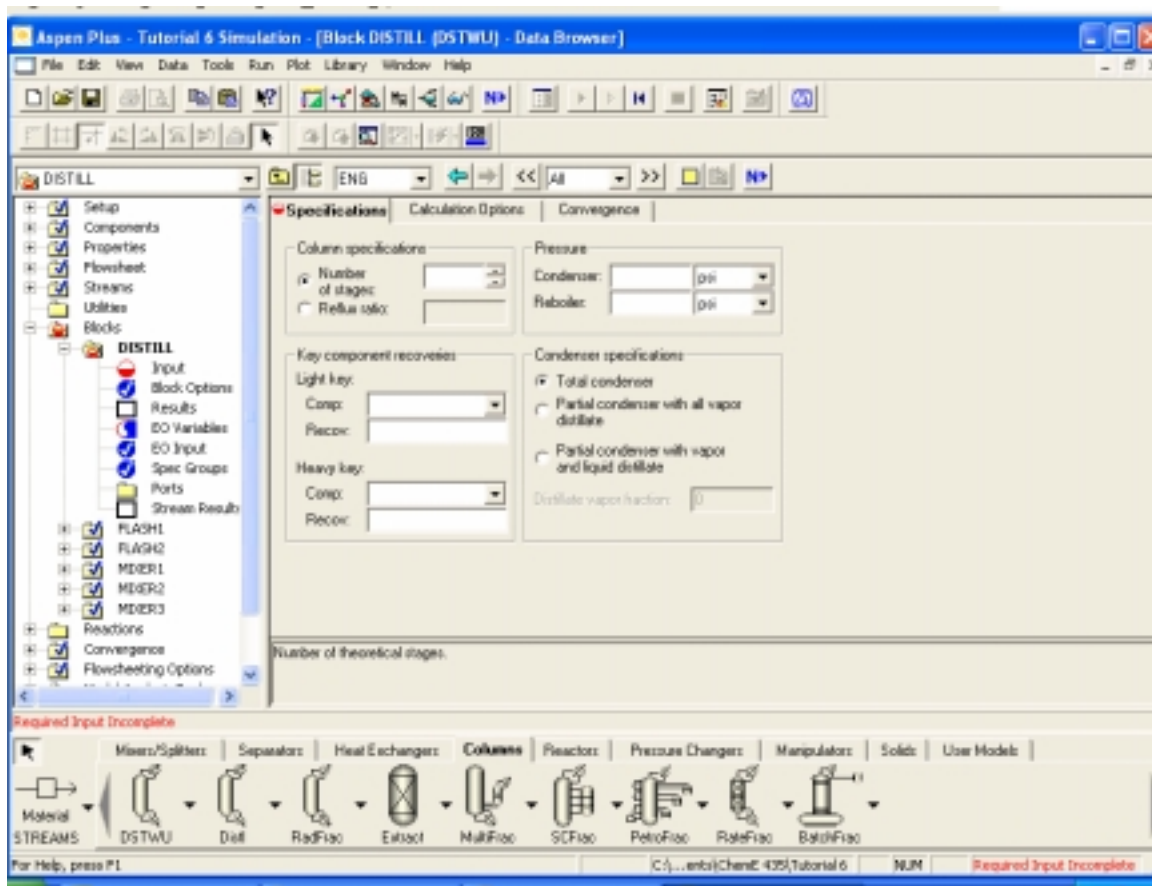 Aspen Plus - Tutorial 6 Simulation - [Block DISTILL (DSTWU) - Data Browser]
File Edit View Data Tools Run Plot Library Window Help
DISTILL
ENG
<< All >>
N
Setup
Components
Properties
Flowsheet
Streams
Utilities
Blocks
DISTILL
Input
Block Options
Results
EO Variables
EO Input
Spec Groups
Ports
Stream Results
FLASH1
FLASH2
MIXER1
MIXER2
MIXER3
Reactions
Convergence
Flowsheeting Options
Specifications Calculation Options Convergence
Column specifications
Number
of stages:
Reflux ratio:
Pressure
Condenser: psi
Reboiler: psi
Key component recoveries
Light key:
Comp:
Recov:
Heavy key:
Comp:
Recov:
Condenser specifications
Total condenser
Partial condenser with all vapor
distillate
Partial condenser with vapor
and liquid distillate
Distillate vapor fraction: 0
Number of theoretical stages.
Required Input Incomplete
Mixers/Splitters Separators Heat Exchangers Columns Reactors Pressure Changers Manipulators Solids User Models
Material
STREAMS DSTWU Distl RadFrac Extract MultiFrac SCFrac PetroFrac RateFrac BatchFrac
For Help, press F1 C:\...ents\ChemE 435\Tutorial 6 NUM Required Input Incomplete